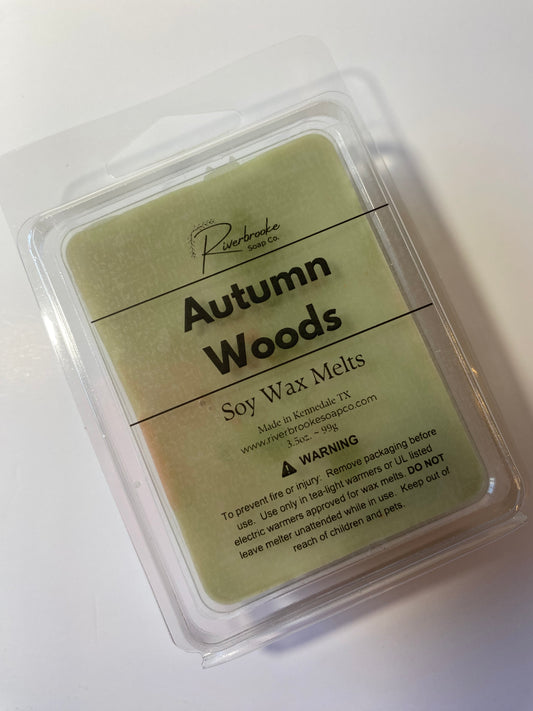 Riverbrooke
Soap Co.
Autumn
Woods
Soy Wax Melts
Made in Kennedale TX
www.riverbrookesoapco.com
3.5oz. ~ 99g
WARNING
To prevent fire or injury: Remove packaging before
use. Use only in tea-light warmers or UL listed
electric warmers approved for wax melts. DO NOT
leave melter unattended while in use. Keep out of
reach of children and pets.